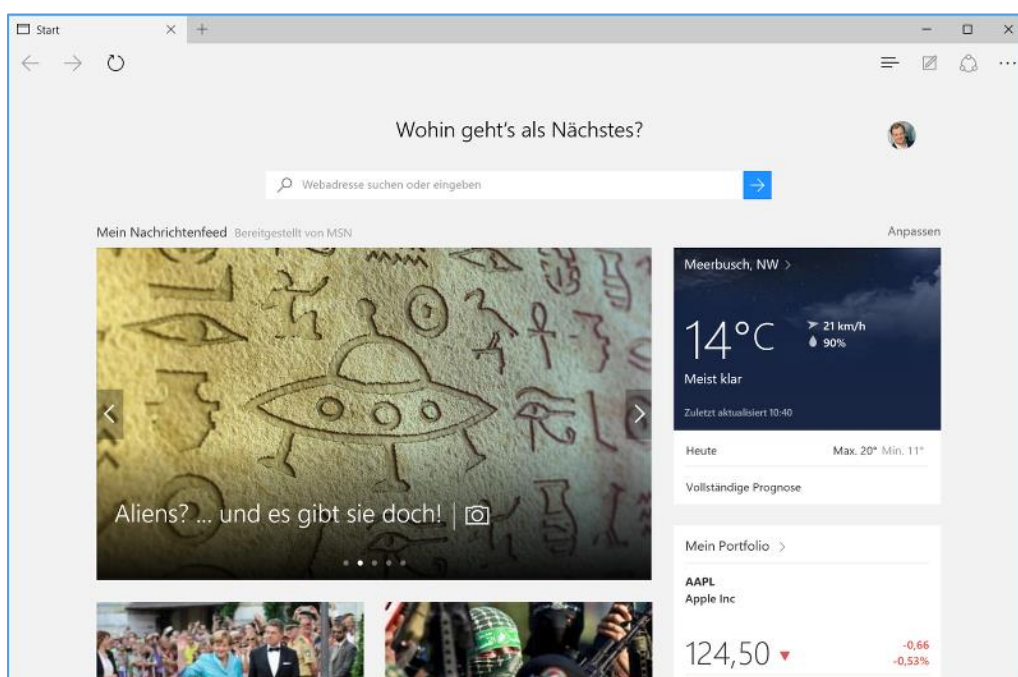 Start
Wohin geht's als Nächstes?
Webadresse suchen oder eingeben
Mein Nachrichtenfeed Bereitgestellt von MSN
Anpassen
Aliens? ... und es gibt sie doch!
Meerbusch, NW
14°C
21 km/h
90%
Meist klar
Zuletzt aktualisiert 10:40
Heute Max. 20° Min. 11°
Vollständige Prognose
Mein Portfolio
AAPL
Apple Inc
124,50 ▼
-0,66
-0,53%